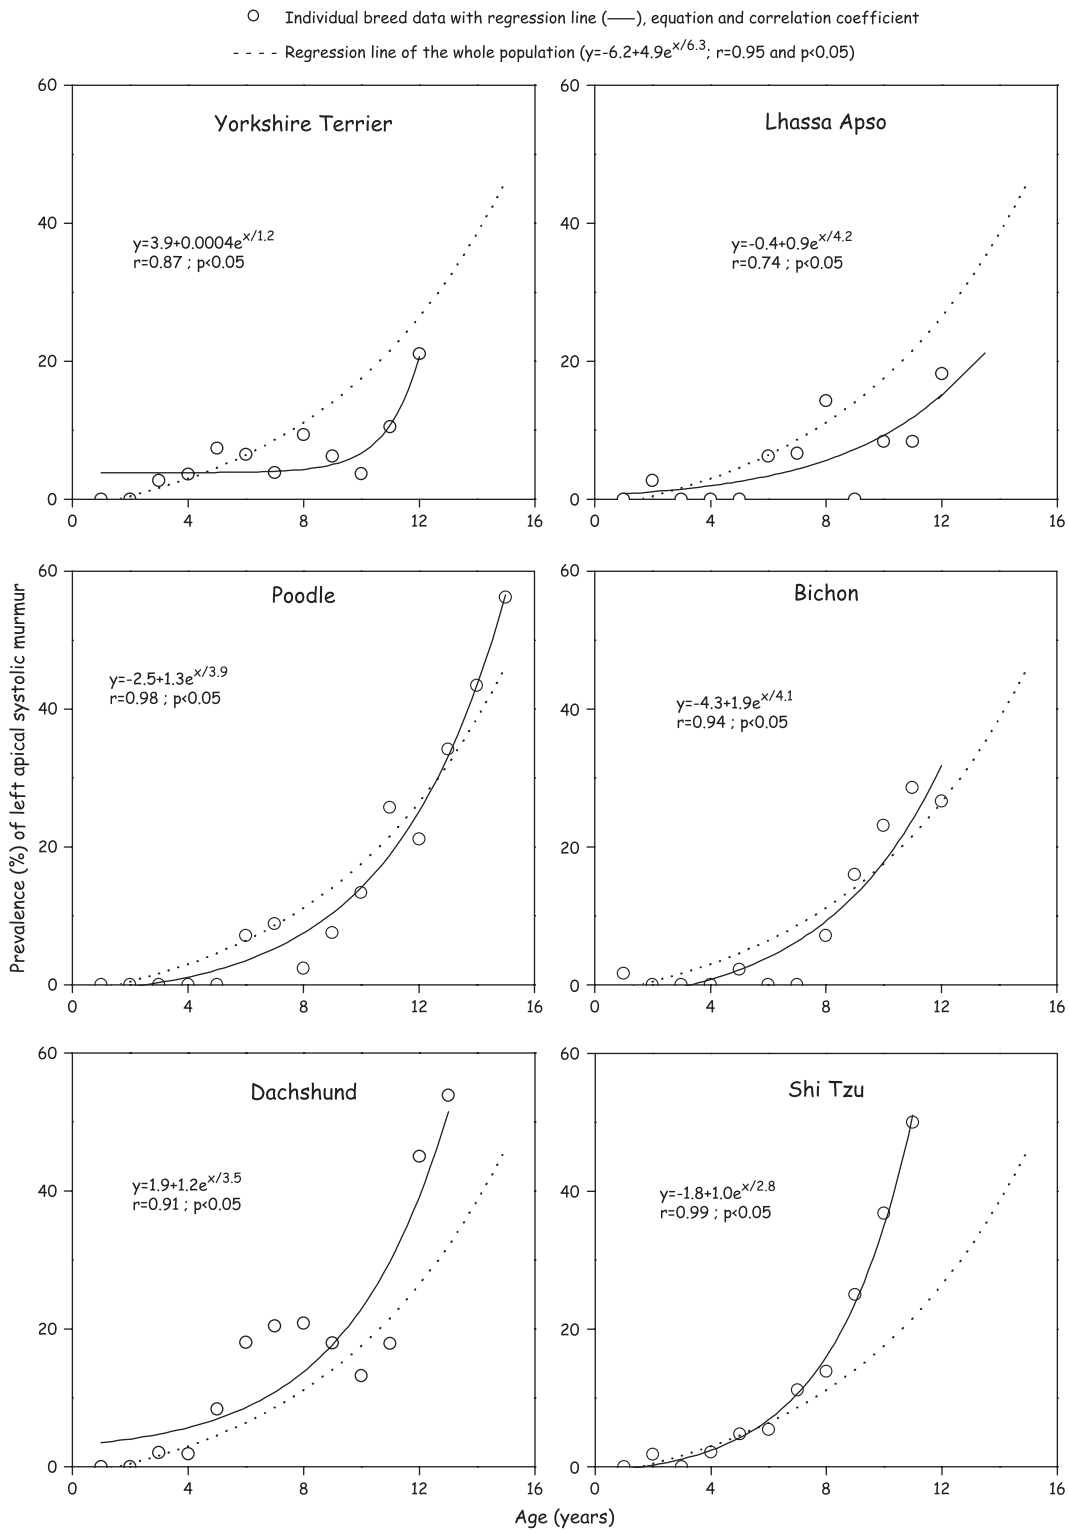 Individual breed data with regression line (——), equation and correlation coefficient
Regression line of the whole population (y=-6.2+4.9e^x/6.3; r=0.95 and p<0.05)
Prevalence (%) of left apical systolic murmur
Yorkshire Terrier
y=3.9+0.0004e^x/1.2
r=0.87 ; p<0.05
60
40
20
0
0 4 8 12 16
Lhassa Apso
y=-0.4+0.9e^x/4.2
r=0.74 ; p<0.05
60
40
20
0
0 4 8 12 16
Poodle
y=-2.5+1.3e^x/3.9
r=0.98 ; p<0.05
60
40
20
0
0 4 8 12 16
Bichon
y=-4.3+1.9e^x/4.1
r=0.94 ; p<0.05
60
40
20
0
0 4 8 12 16
Dachshund
y=1.9+1.2e^x/3.5
r=0.91 ; p<0.05
60
40
20
0
0 4 8 12 16
Shi Tzu
y=-1.8+1.0e^x/2.8
r=0.99 ; p<0.05
60
40
20
0
0 4 8 12 16
Age (years)